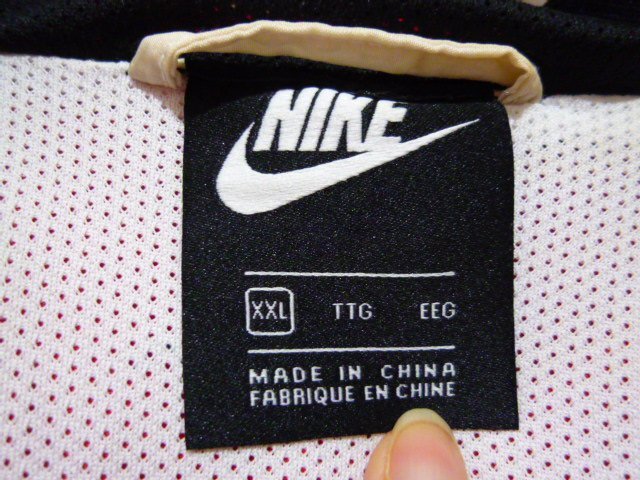 NIKE
XXL TTG EEG
MADE IN CHINA
FABRIQUE EN CHINE